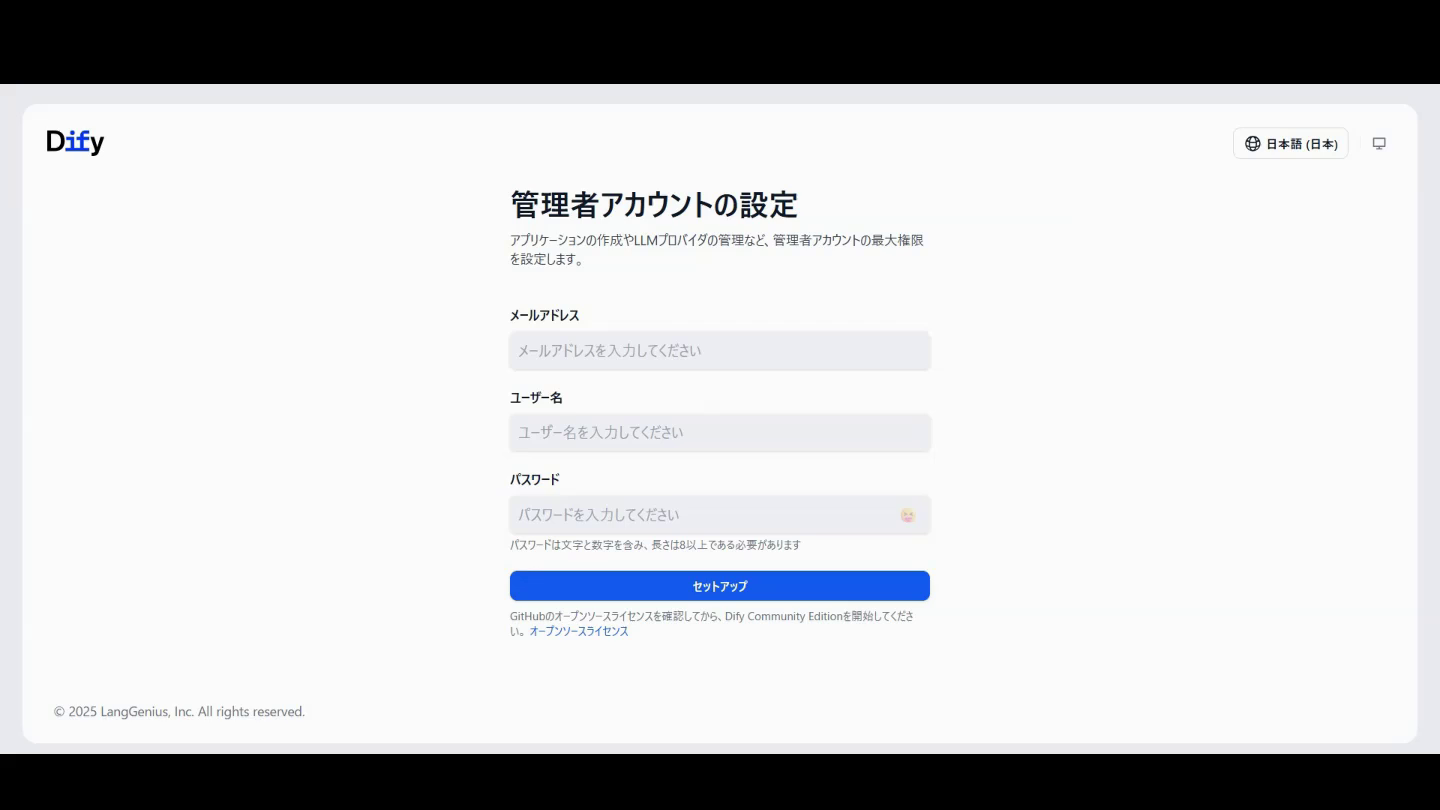 Dify
日本語 (日本)
管理者アカウントの設定
アプリケーションの作成やLLMプロバイダの管理など、管理者アカウントの最大権限
を設定します。
メールアドレス
メールアドレスを入力してください
ユーザー名
ユーザー名を入力してください
パスワード
パスワードを入力してください
パスワードは文字と数字を含み、長さは8以上である必要があります
セットアップ
GitHubのオープンソースライセンスを確認してから、Dify Community Editionを開始してくださ
い。オープンソースライセンス
© 2025 LangGenius, Inc. All rights reserved.